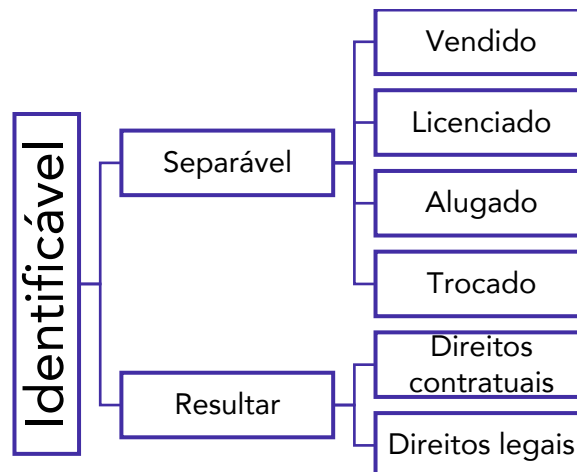 Identificável
Separável
Vendido
Licenciado
Alugado
Trocado
Resultar
Direitos
contratuais
Direitos legais